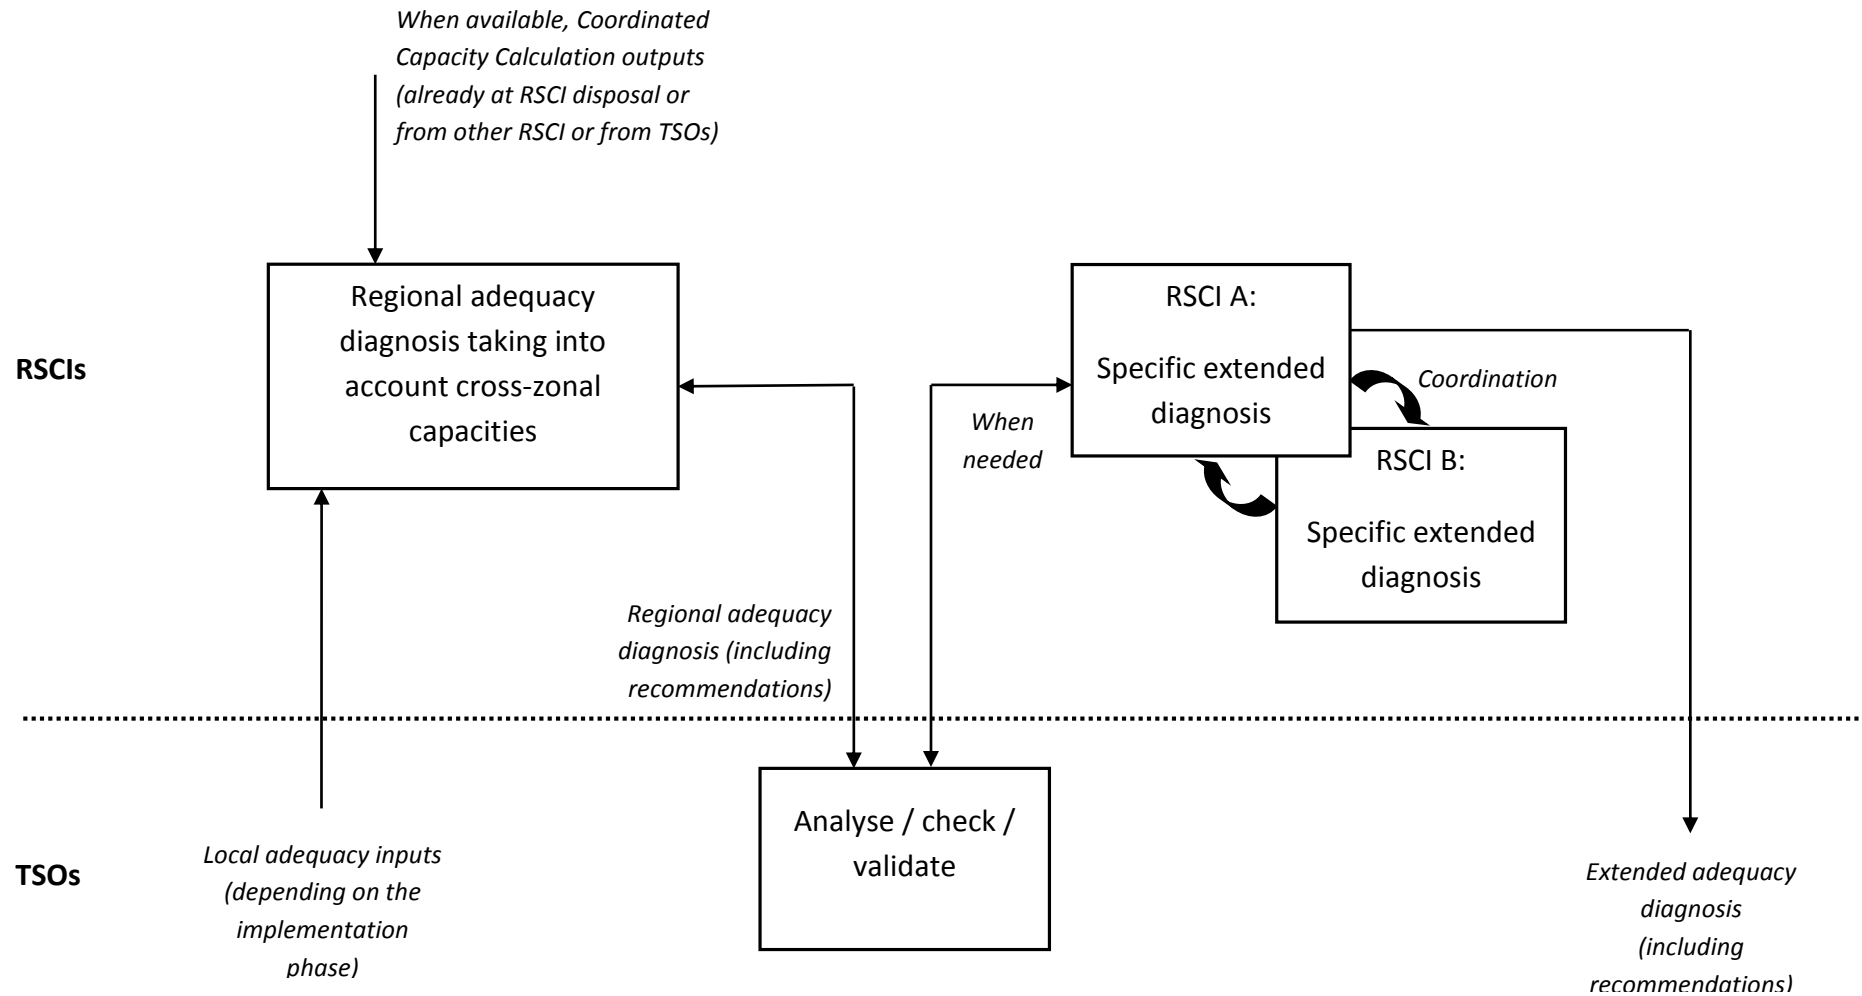 When available, Coordinated
Capacity Calculation outputs
(already at RSCI disposal or
from other RSCI or from TSOs)
Regional adequacy
diagnosis taking into
account cross-zonal
capacities
RSCI A:
Specific extended
diagnosis
RSCIs
Coordination
When
needed
RSCI B:
Specific extended
diagnosis
Regional adequacy
diagnosis (including
recommendations)
Analyse / check /
validate
TSOs
Local adequacy inputs
(depending on the
implementation
phase)
Extended adequacy
diagnosis
(including
recommendations)